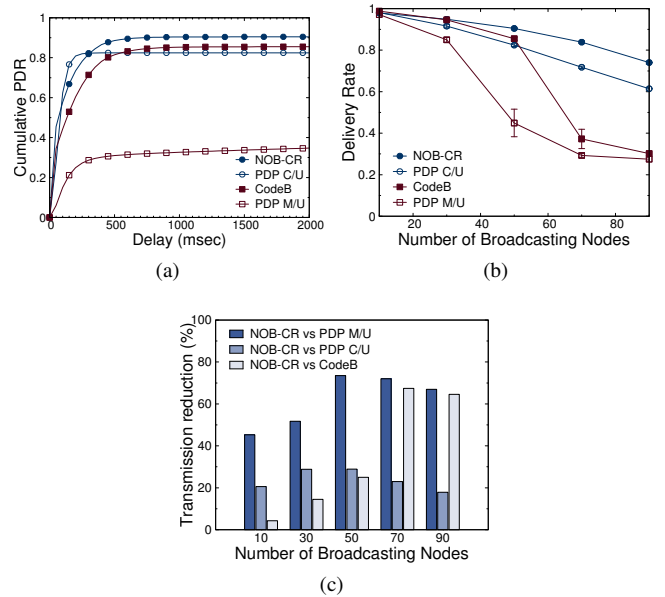 1
0.8
0.6
0.4
0.2
0
Cumulative PDR
NOB-CR
PDP C/U
CodeB
PDP M/U
0 500 1000 1500 2000
Delay (msec)
(a)
1
0.8
0.6
0.4
0.2
0
Delivery Rate
NOB-CR
PDP C/U
CodeB
PDP M/U
20 40 60 80
Number of Broadcasting Nodes
(b)
100
80
60
40
20
0
Transmission reduction (%)
NOB-CR vs PDP M/U
NOB-CR vs PDP C/U
NOB-CR vs CodeB
10 30 50 70 90
Number of Broadcasting Nodes
(c)